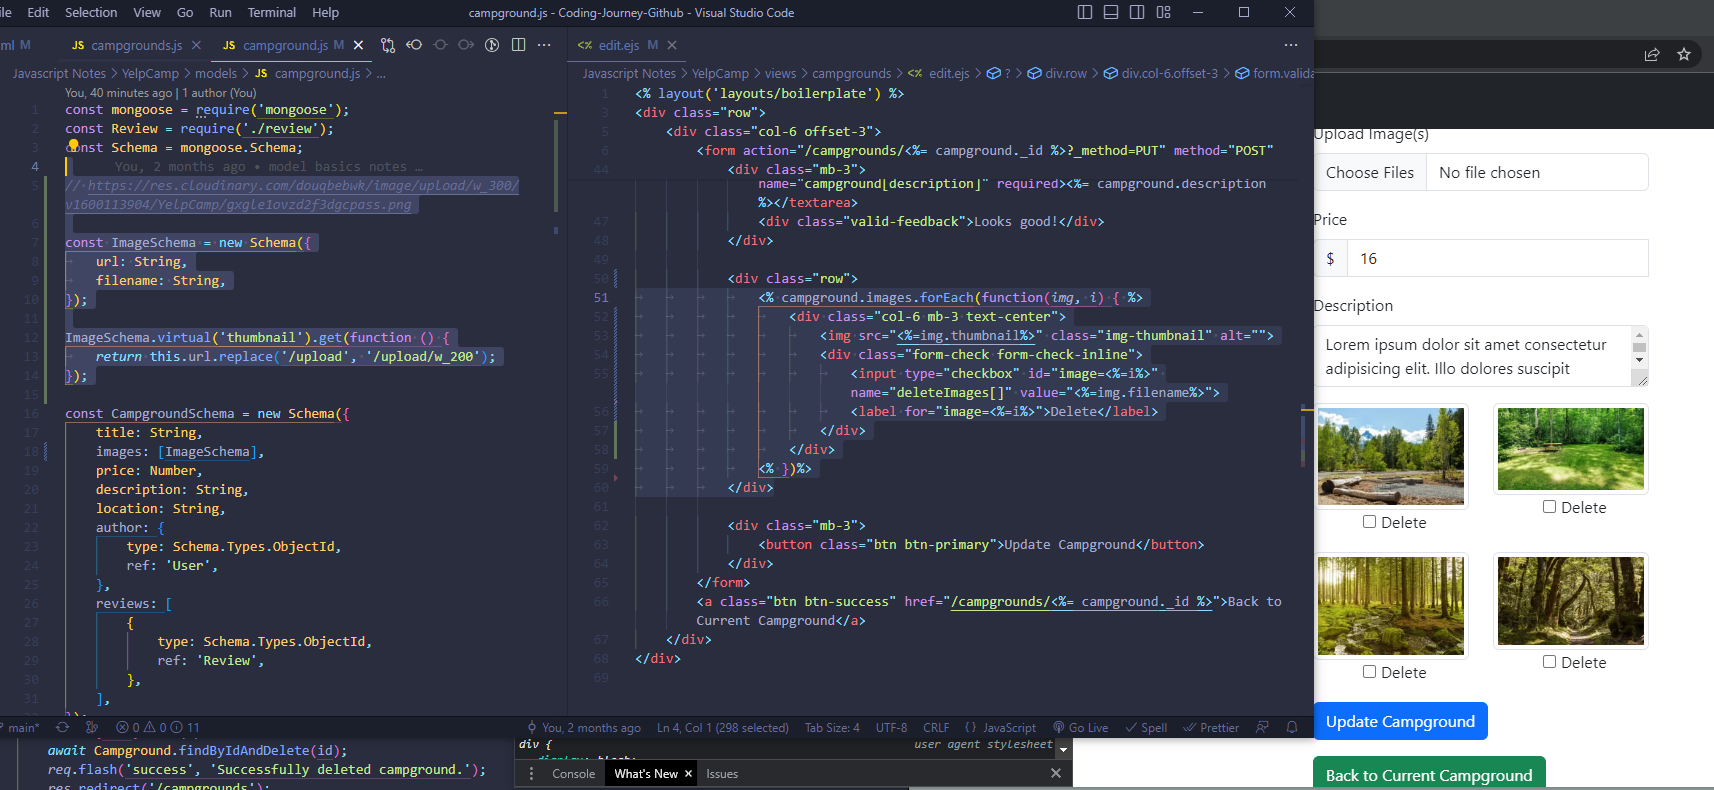 ile Edit Selection View Go Run Terminal Help campground.js - Coding-Journey-Github - Visual Studio Code
ml M JS campgrounds.js JS campground.js M
Javascript Notes > YelpCamp > models > JS campground.js > ...
You, 40 minutes ago | 1 author (You)
1 const mongoose = require('mongoose');
2 const Review = require('./review');
3 const Schema = mongoose.Schema;
4 You, 2 months ago • model basics notes …
5 // https://res.cloudinary.com/douqbebwk/image/upload/w_300/
v1600113904/YelpCamp/gxgle1ovzd2f3dgcpass.png
6
7 const ImageSchema = new Schema({
8 url: String,
9 filename: String,
10 });
11
12 ImageSchema.virtual('thumbnail').get(function () {
13 return this.url.replace('/upload', '/upload/w_200');
14 });
15
16 const CampgroundSchema = new Schema({
17 title: String,
18 images: [ImageSchema],
19 price: Number,
20 description: String,
21 location: String,
22 author: {
23 type: Schema.Types.ObjectId,
24 ref: 'User',
25 },
26 reviews: [
27 {
28 type: Schema.Types.ObjectId,
29 ref: 'Review',
30 },
31 ],
edit.ejs M
Javascript Notes > YelpCamp > views > campgrounds > edit.ejs > ? > div.row > div.col-6.offset-3 > form.valida
1 <% layout('layouts/boilerplate') %>
3 <div class="row">
5 <div class="col-6 offset-3">
6 <form action="/campgrounds/<%= campground._id %>?_method=PUT" method="POST"
44 <div class="mb-3">
name="campground[description]" required><%= campground.description
%></textarea>
47 <div class="valid-feedback">Looks good!</div>
48 </div>
49
50 <div class="row">
51 <% campground.images.forEach(function(img, i) { %>
52 <div class="col-6 mb-3 text-center">
53 <img src="<%=img.thumbnail%>" class="img-thumbnail" alt="">
54 <div class="form-check form-check-inline">
55 <input type="checkbox" id="image=<%=i%>"
name="deleteImages[]" value="<%=img.filename%>">
56 <label for="image=<%=i%>">Delete</label>
57 </div>
58 </div>
59 <% })%>
60 </div>
61
62 <div class="mb-3">
63 <button class="btn btn-primary">Update Campground</button>
64 </div>
65 </form>
66 <a class="btn btn-success" href="/campgrounds/<%= campground._id %>">Back to
Current Campground</a>
67 </div>
68 </div>
69
main* 0 0 11 You, 2 months ago Ln 4, Col 1 (298 selected) Tab Size: 4 UTF-8 CRLF {} JavaScript Go Live Spell Prettier
await Campground.findByIdAndDelete(id);
req.flash('success', 'Successfully deleted campground.');
res.redirect('/campgrounds');
div { user agent stylesheet
Console What's New Issues
Upload Image(s)
Choose Files No file chosen
Price
$ 16
Description
Lorem ipsum dolor sit amet consectetur
adipisicing elit. Illo dolores suscipit
Delete
Delete
Delete
Delete
Update Campground
Back to Current Campground